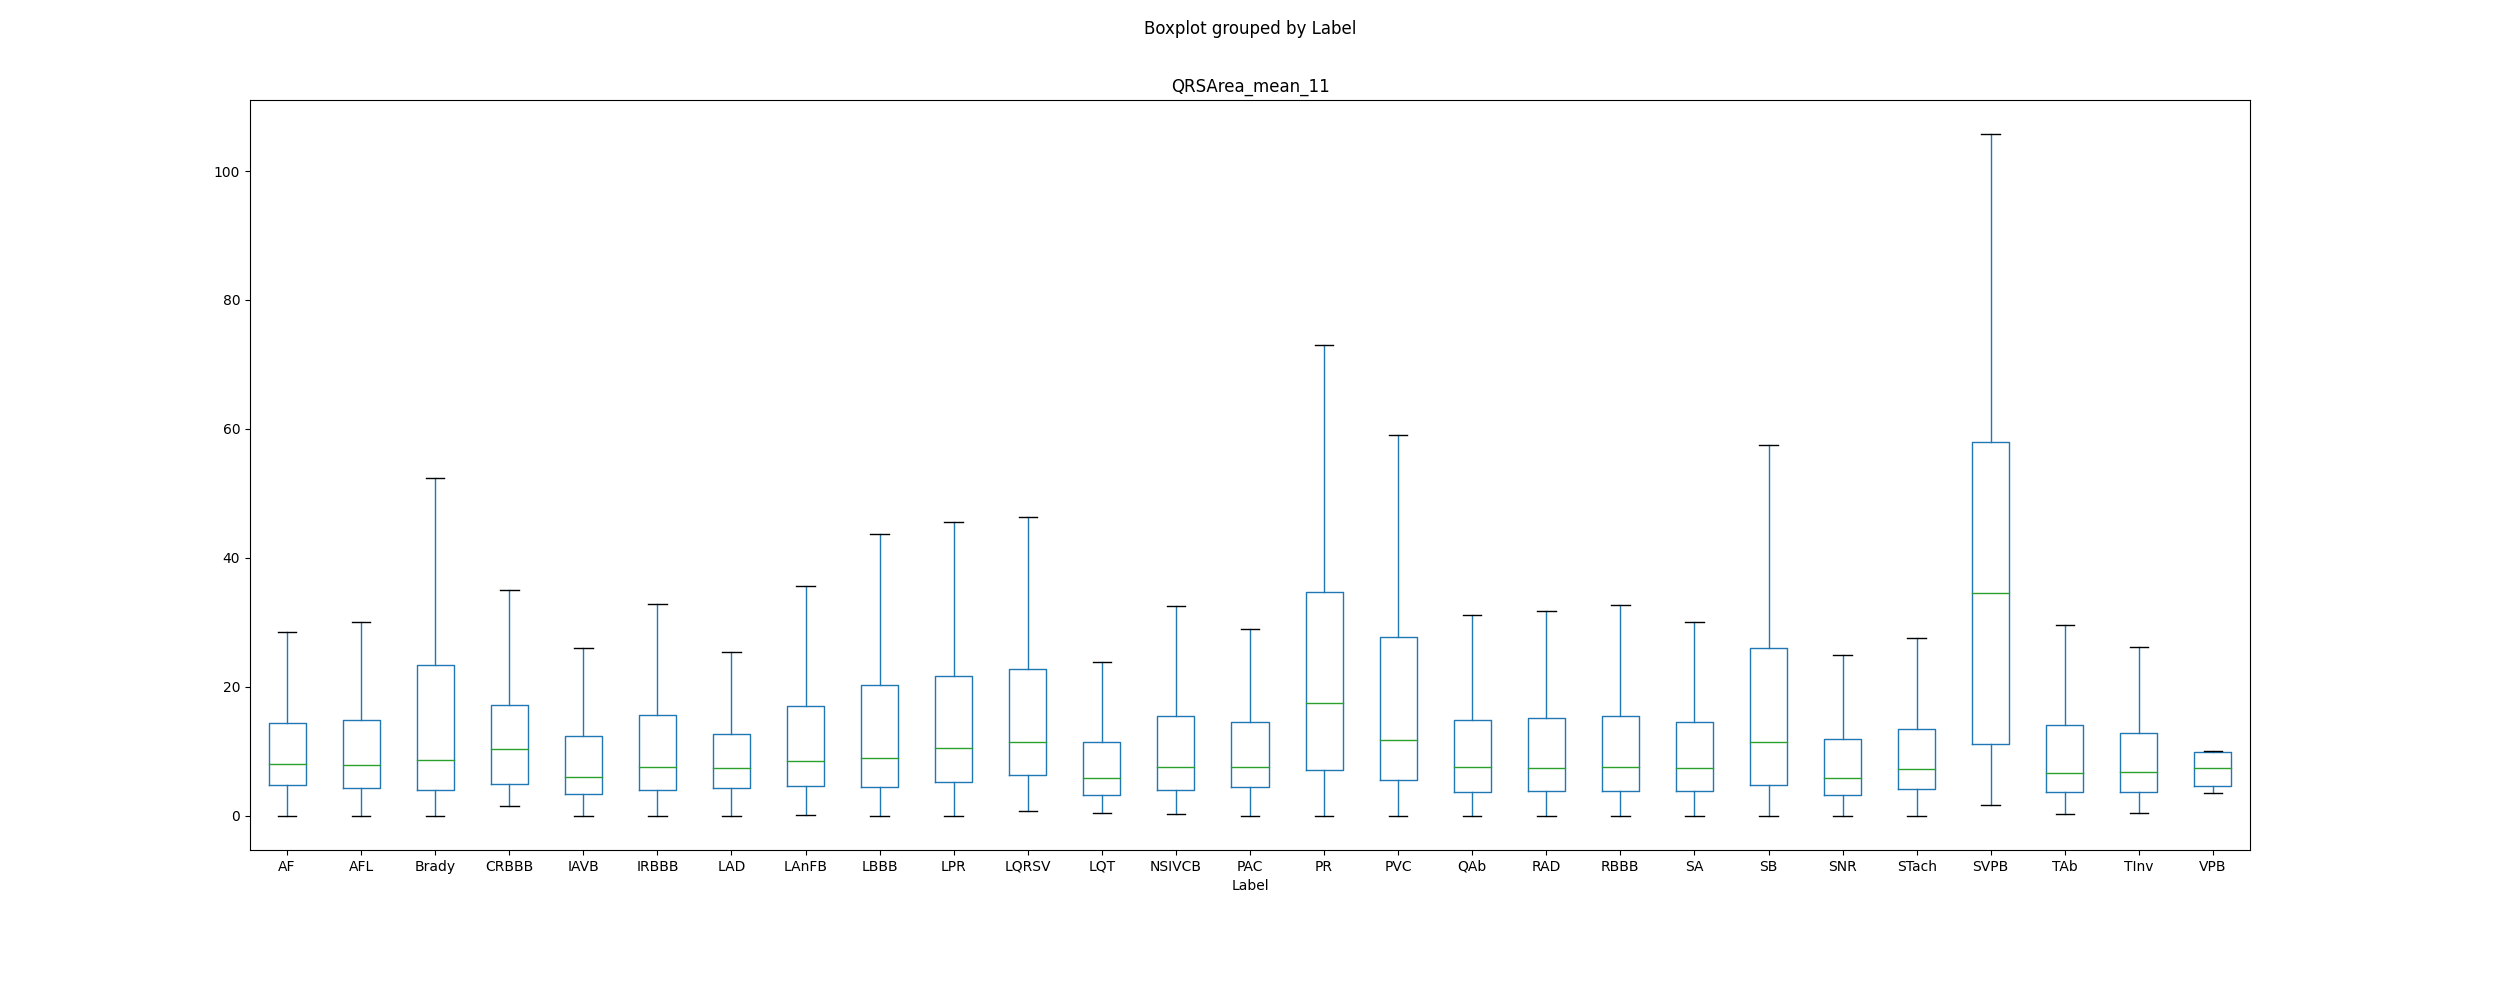 Boxplot grouped by Label
QRSArea_mean_11
100
80
60
40
20
0
AF AFL Brady CRBBB IAVB IRBBB LAD LAnFB LBBB LPR LQRSV LQT NSIVCB PAC PR PVC QAb RAD RBBB SA SB SNR STach SVPB TAb TInv VPB
Label